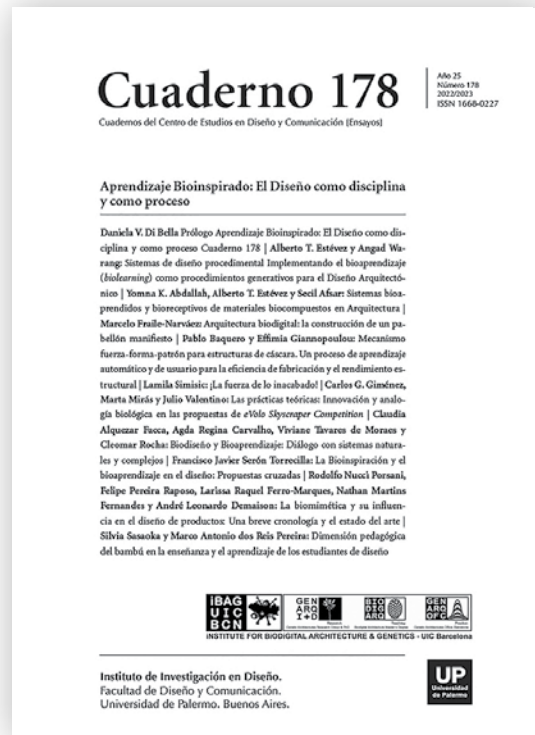 Cuaderno 178
Año 25
Número 178
2022/2023
ISSN 1668-0227
Cuadernos del Centro de Estudios en Diseño y Comunicación [Ensayos]
Aprendizaje Bioinspirado: El Diseño como disciplina
y como proceso
Daniela V. Di Bella Prólogo Aprendizaje Bioinspirado: El Diseño como dis-
ciplina y como proceso Cuaderno 178 | Alberto T. Estévez y Angad Wa-
rang: Sistemas de diseño procedimental Implementando el bioaprendizaje
(biolearning) como procedimientos generativos para el Diseño Arquitectó-
nico | Yomna K. Abdallah, Alberto T. Estévez y Secil Afsar: Sistemas bioa-
prendidos y bioreceptivos de materiales biocompuestos en Arquitectura |
Marcelo Fraile-Narváez: Arquitectura biodigital: la construcción de un pa-
bellón manifiesto | Pablo Baquero y Effimia Giannopoulou: Mecanismo
fuerza-forma-patrón para estructuras de cáscara. Un proceso de aprendizaje
automático y de usuario para la eficiencia de fabricación y el rendimiento es-
tructural | Lamila Simisic: ¡La fuerza de lo inacabado! | Carlos G. Giménez,
Marta Mirás y Julio Valentino: Las prácticas teóricas: Innovación y analo-
gía biológica en las propuestas de eVolo Skyscraper Competition | Claudia
Alquezar Facca, Agda Regina Carvalho, Viviane Tavares de Moraes y
Cleomar Rocha: Biodiseño y Bioaprendizaje: Diálogo con sistemas natura-
les y complejos | Francisco Javier Serón Torrecilla: La Bioinspiración y el
bioaprendizaje en el diseño: Propuestas cruzadas | Rodolfo Nucci Porsani,
Felipe Pereira Raposo, Larissa Raquel Ferro-Marques, Nathan Martins
Fernandes y André Leonardo Demaison: La biomimética y su influen-
cia en el diseño de productos: Una breve cronología y el estado del arte |
Silvia Sasaoka y Marco Antonio dos Reis Pereira: Dimensión pedagógica
del bambú en la enseñanza y el aprendizaje de los estudiantes de diseño
iBAG
UIC
BCN
GEN
ARQ
I+D
BIO
DIG
ARQ
GEN
ARQ
OFC
INSTITUTE FOR BIODIGITAL ARCHITECTURE & GENETICS - UIC Barcelona
Instituto de Investigación en Diseño.
Facultad de Diseño y Comunicación.
Universidad de Palermo. Buenos Aires.
UP
Universidad
de Palermo